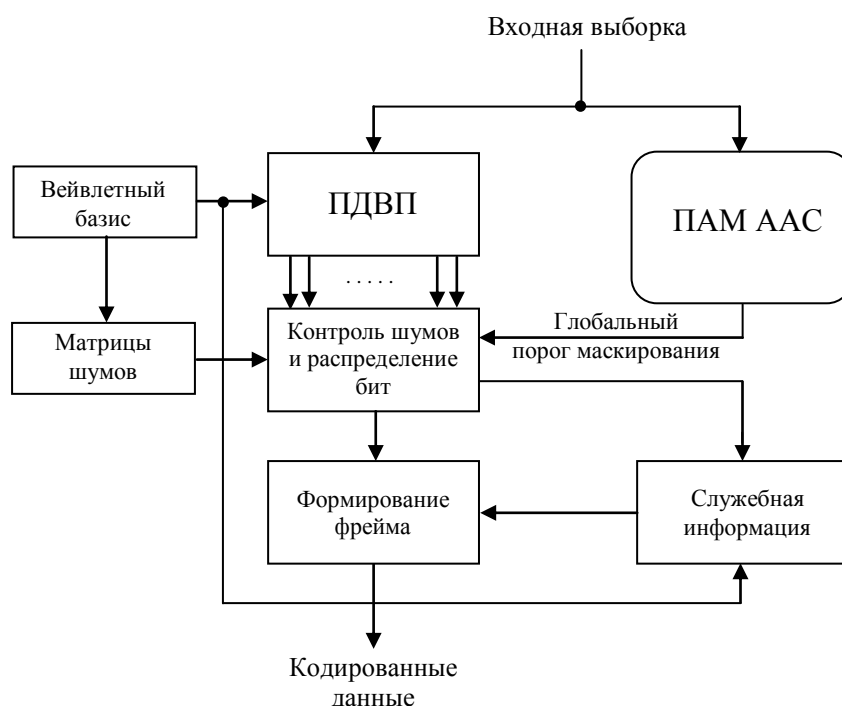 Входная выборка
Вейвлетный
базис
ПДВП
ПАМ AAC
. . . . .
Матрицы
шумов
Контроль шумов
и распределение
бит
Глобальный
порог маскирования
Формирование
фрейма
Служебная
информация
Кодированные
данные